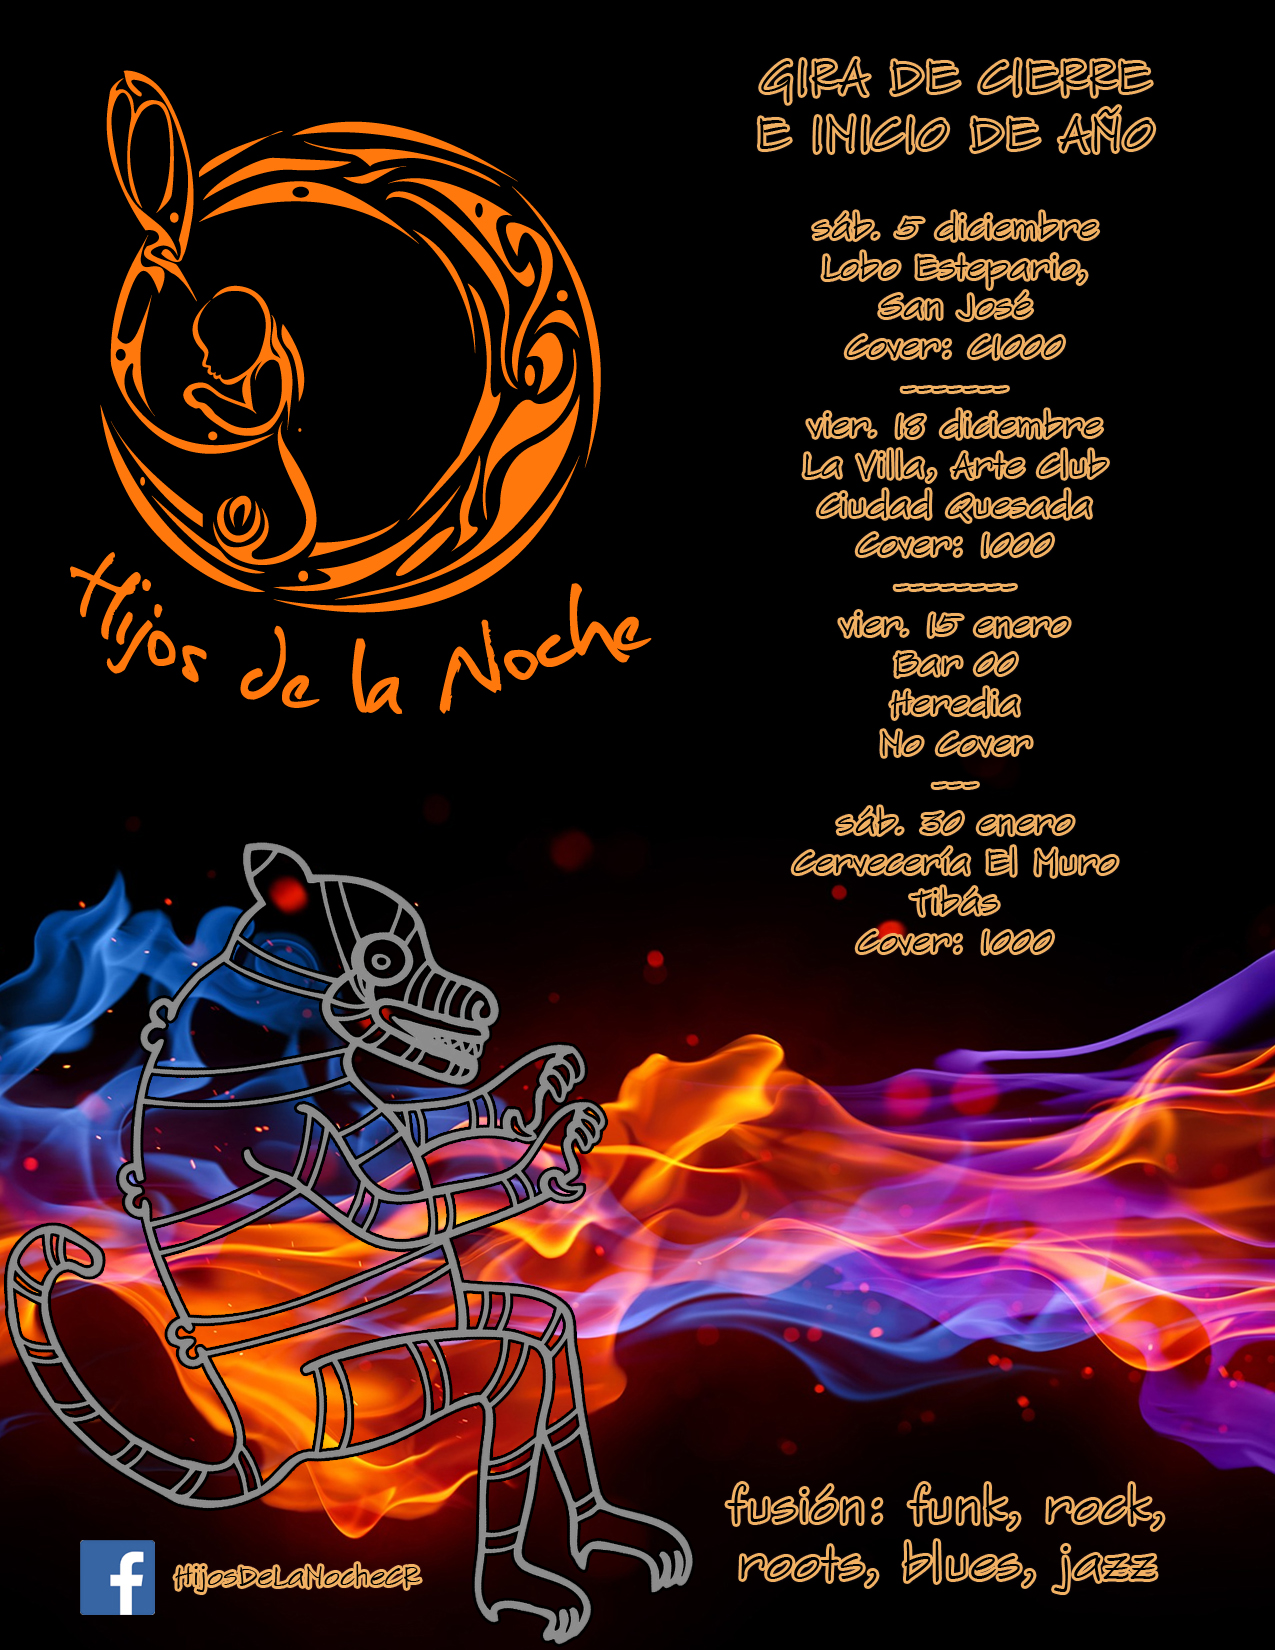 Hijos de la Noche
GIRA DE CIERRE
E INICIO DE AÑO
sáb. 5 diciembre
Lobo Estepario,
San José
Cover: C1000
-------
vier. 18 diciembre
La Villa, Arte Club
Ciudad Quesada
Cover: 1000
--------
vier. 15 enero
Bar 00
Heredia
No Cover
---
sáb. 30 enero
Cervecería El Muro
Tibás
Cover: 1000
fusión: funk, rock,
roots, blues, jazz
f HijosDeLaNocheCR